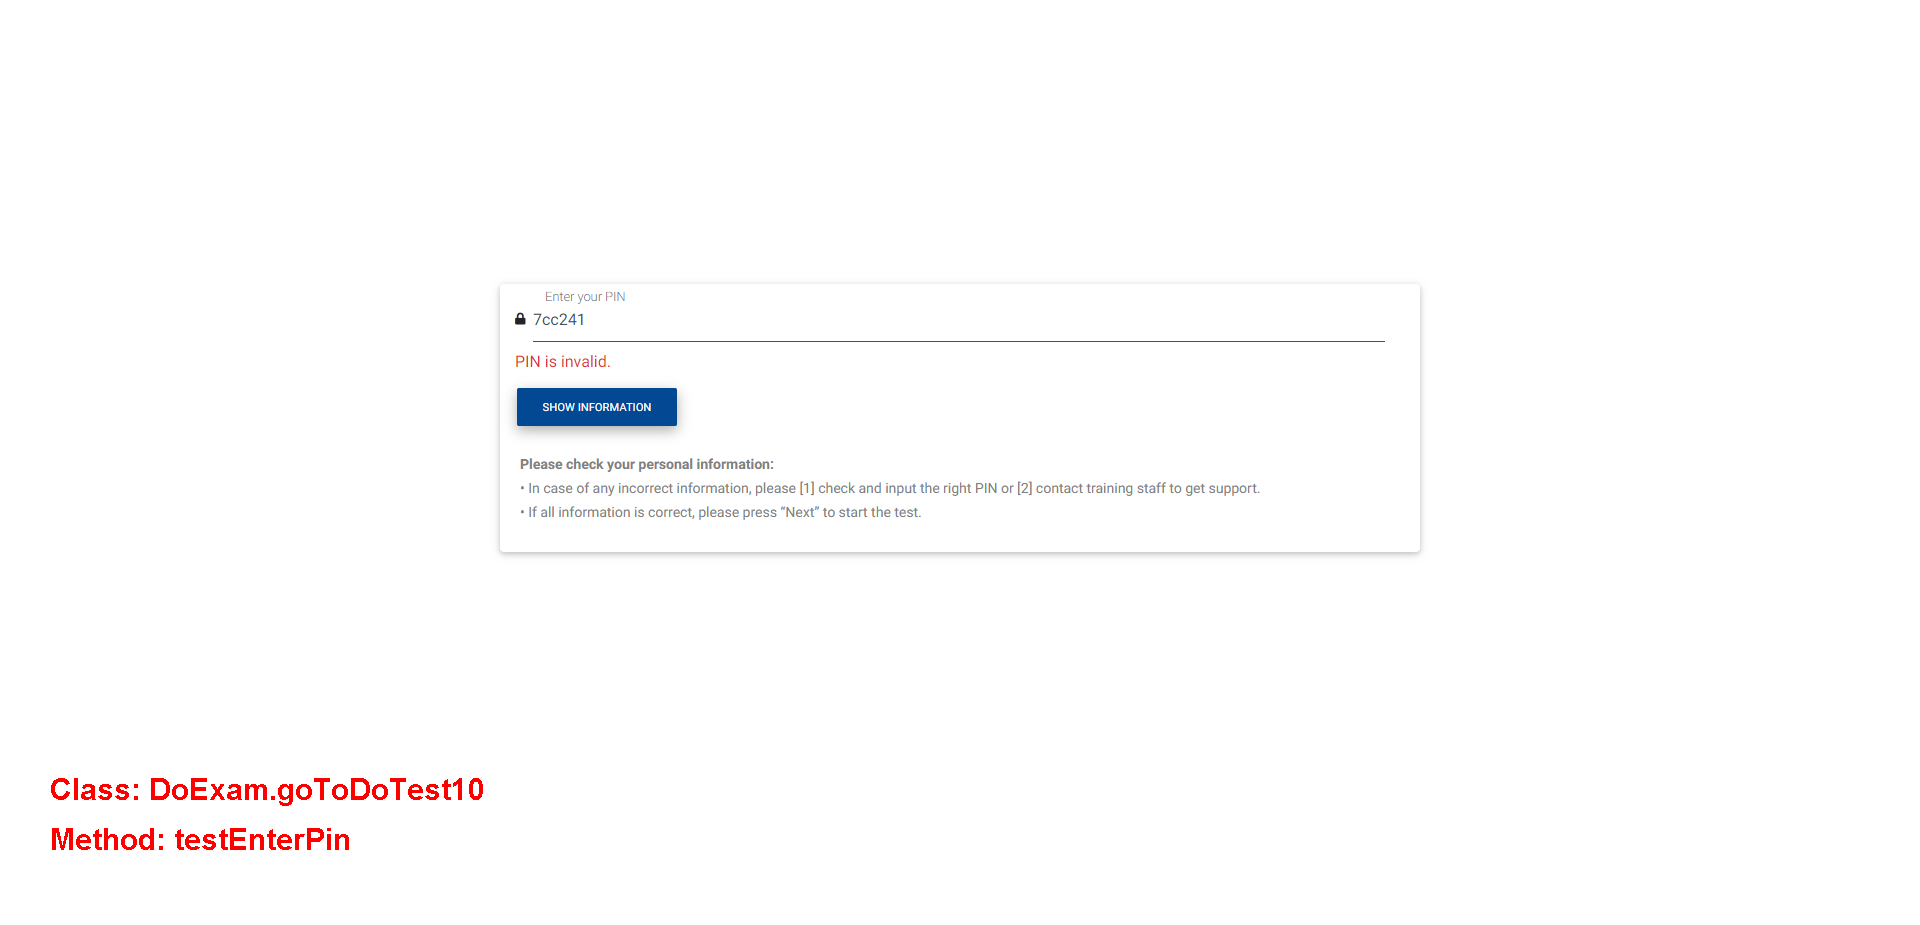 Enter your PIN
7cc241
PIN is invalid.
SHOW INFORMATION
Please check your personal information:
• In case of any incorrect information, please [1] check and input the right PIN or [2] contact training staff to get support.
• If all information is correct, please press “Next” to start the test.
Class: DoExam.goToDoTest10
Method: testEnterPin